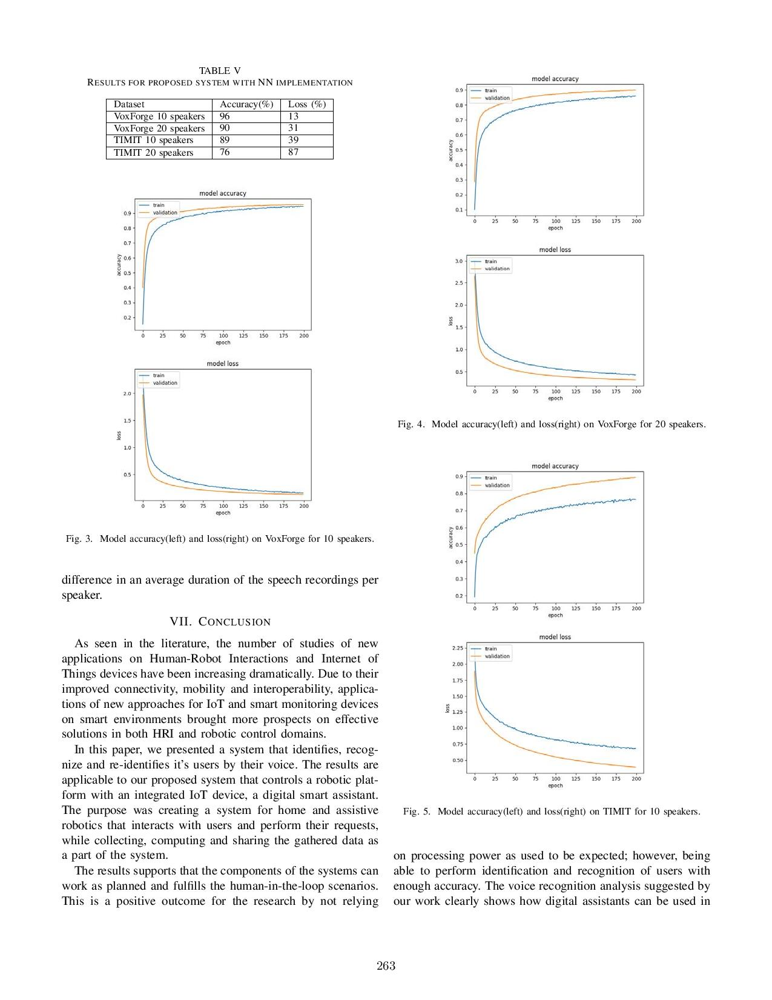 TABLE V
RESULTS FOR PROPOSED SYSTEM WITH NN IMPLEMENTATION
Dataset Accuracy(%) Loss (%)
VoxForge 10 speakers 96 13
VoxForge 20 speakers 90 31
TIMIT 10 speakers 89 39
TIMIT 20 speakers 76 87
model accuracy
train
validation
0.9
0.8
0.7
0.6
0.5
0.4
0.3
0.2
accuracy
0 25 50 75 100 125 150 175 200
epoch
model loss
train
validation
2.0
1.5
1.0
0.5
loss
0 25 50 75 100 125 150 175 200
epoch
Fig. 3. Model accuracy(left) and loss(right) on VoxForge for 10 speakers.
difference in an average duration of the speech recordings per
speaker.
VII. CONCLUSION
As seen in the literature, the number of studies of new
applications on Human-Robot Interactions and Internet of
Things devices have been increasing dramatically. Due to their
improved connectivity, mobility and interoperability, applica-
tions of new approaches for IoT and smart monitoring devices
on smart environments brought more prospects on effective
solutions in both HRI and robotic control domains.
In this paper, we presented a system that identifies, recog-
nize and re-identifies it's users by their voice. The results are
applicable to our proposed system that controls a robotic plat-
form with an integrated IoT device, a digital smart assistant.
The purpose was creating a system for home and assistive
robotics that interacts with users and perform their requests,
while collecting, computing and sharing the gathered data as
a part of the system.
The results supports that the components of the systems can
work as planned and fulfills the human-in-the-loop scenarios.
This is a positive outcome for the research by not relying
model accuracy
train
validation
0.9
0.8
0.7
0.6
0.5
0.4
0.3
0.2
0.1
accuracy
0 25 50 75 100 125 150 175 200
epoch
model loss
train
validation
3.0
2.5
2.0
1.5
1.0
0.5
loss
0 25 50 75 100 125 150 175 200
epoch
Fig. 4. Model accuracy(left) and loss(right) on VoxForge for 20 speakers.
model accuracy
train
validation
0.9
0.8
0.7
0.6
0.5
0.4
0.3
0.2
accuracy
0 25 50 75 100 125 150 175 200
epoch
model loss
train
validation
2.25
2.00
1.75
1.50
1.25
1.00
0.75
0.50
loss
0 25 50 75 100 125 150 175 200
epoch
Fig. 5. Model accuracy(left) and loss(right) on TIMIT for 10 speakers.
on processing power as used to be expected; however, being
able to perform identification and recognition of users with
enough accuracy. The voice recognition analysis suggested by
our work clearly shows how digital assistants can be used in
263